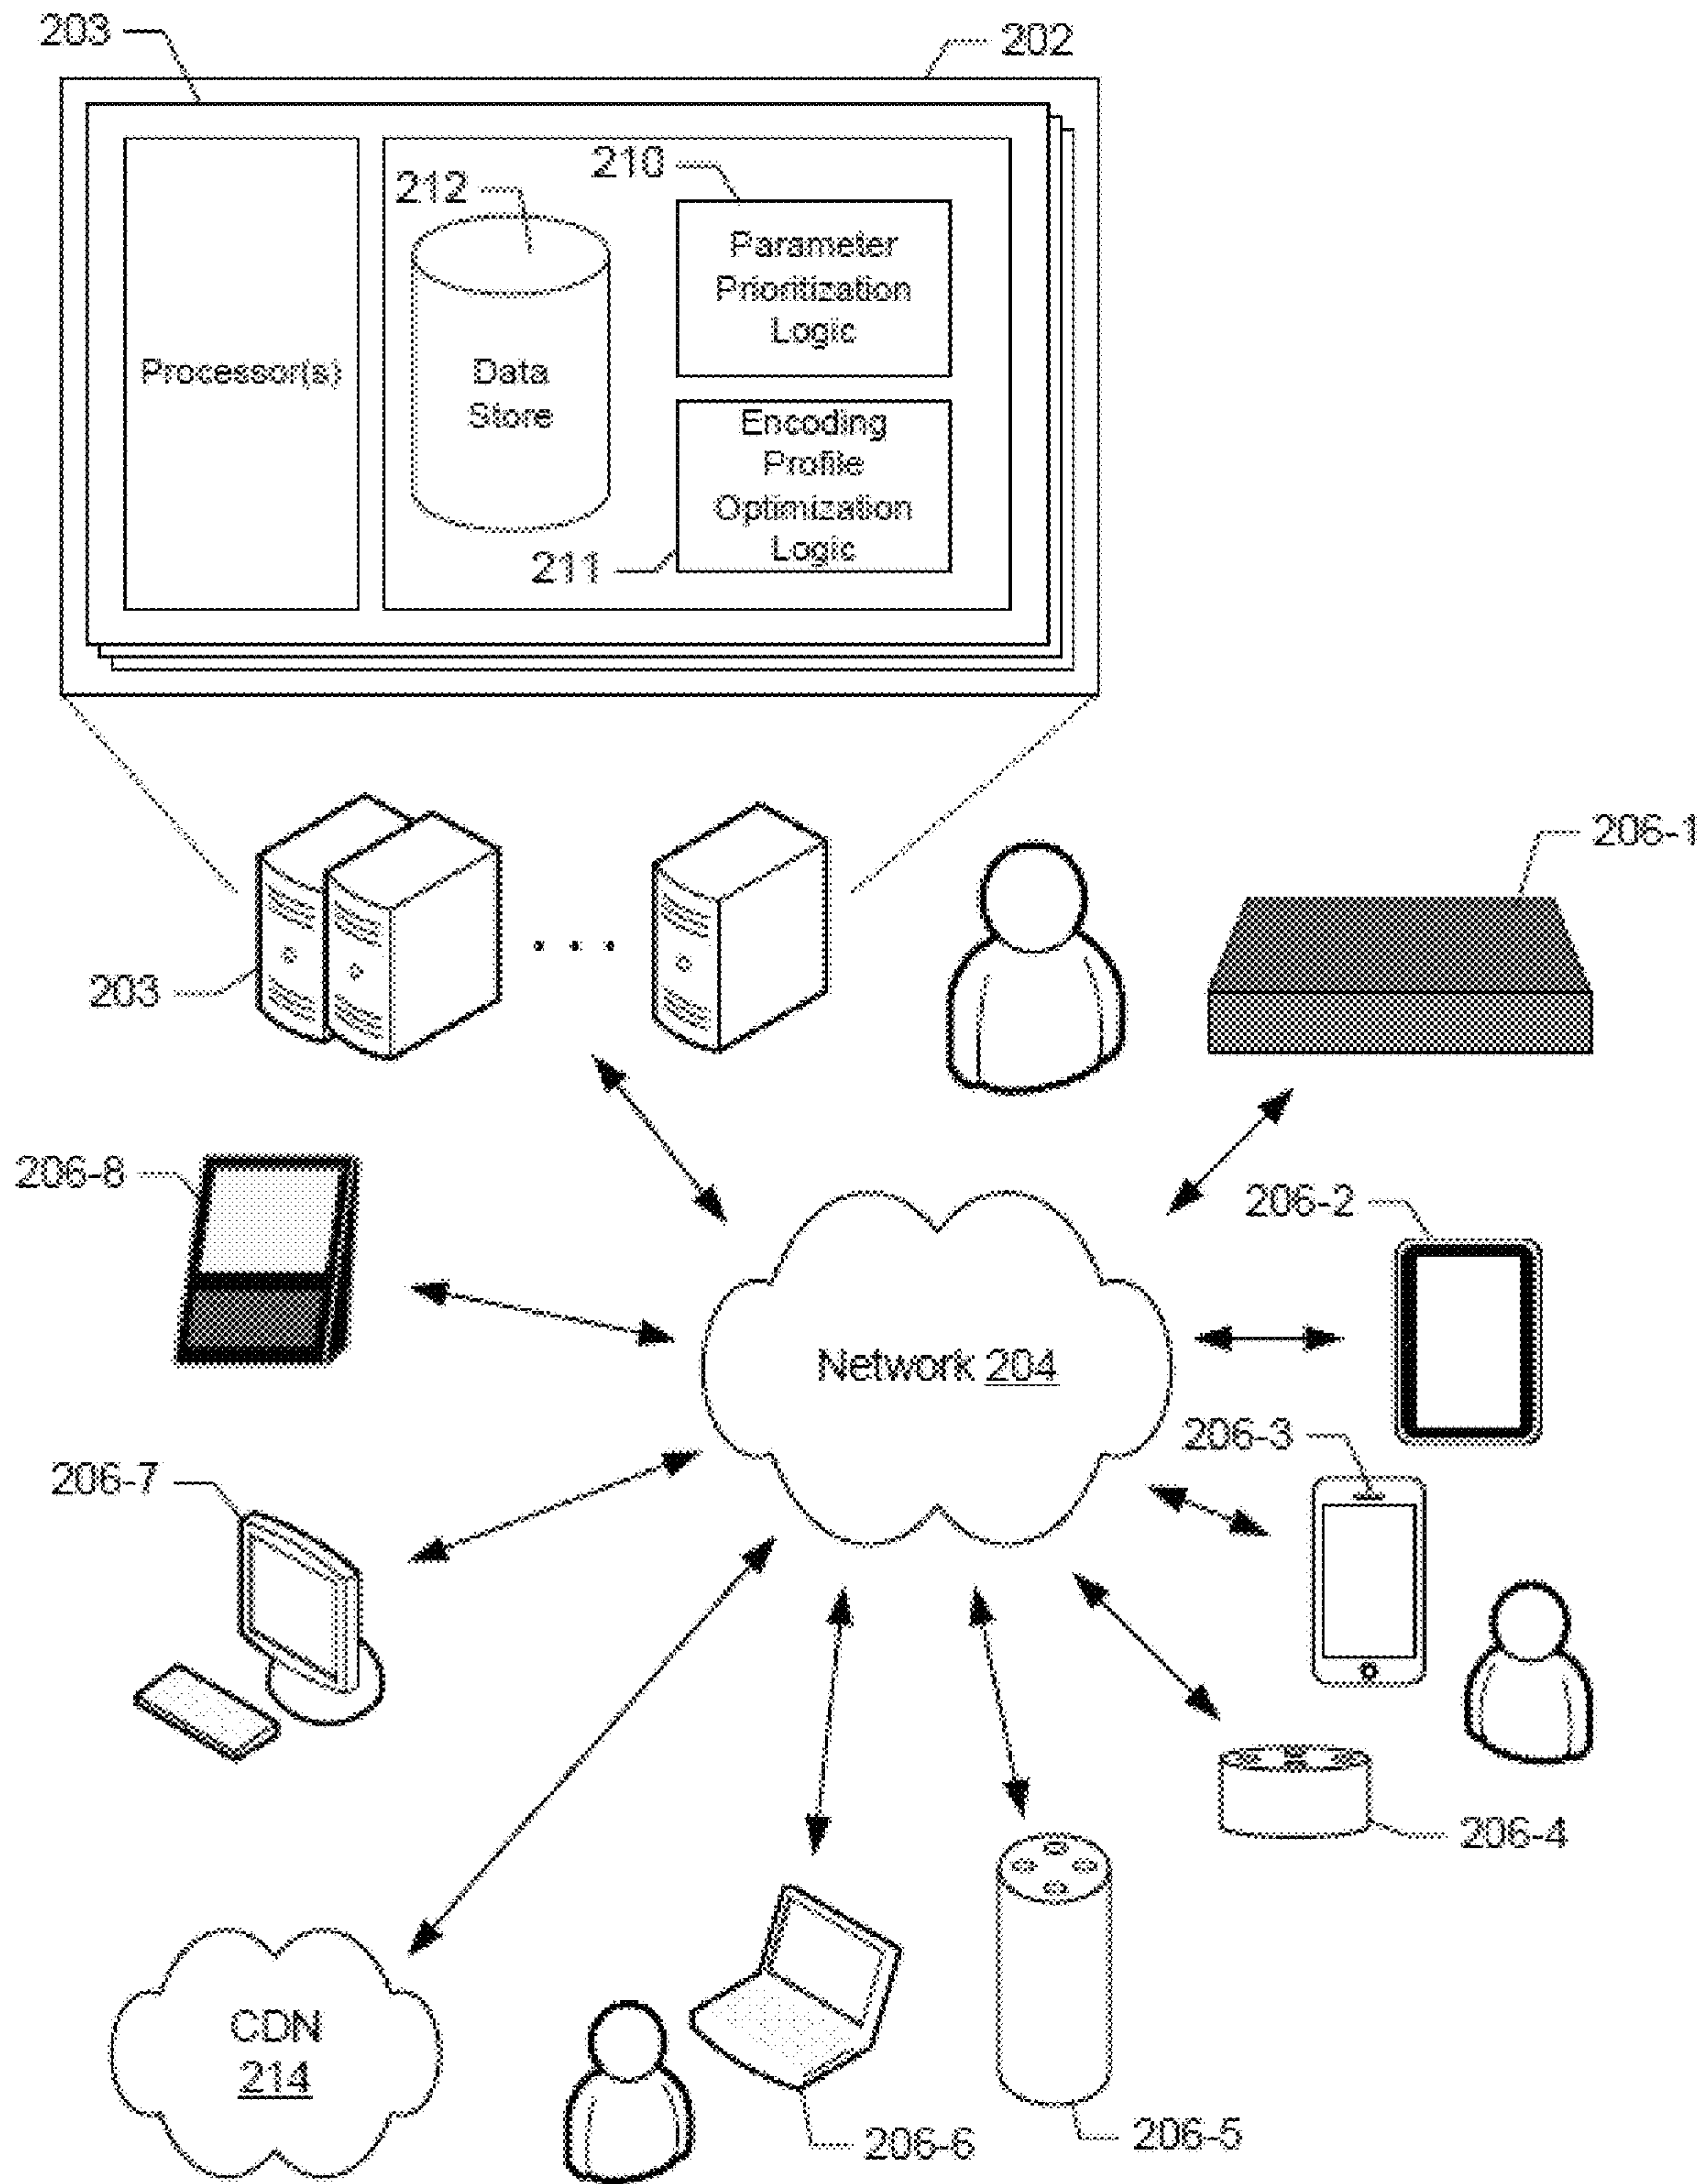 203
202
210
212
Parameter
Prioritization
Logic
Processor(s)
Data
Store
Encoding
Profile
Optimization
Logic
211
206-1
203
206-8
206-2
Network 204
206-3
206-7
206-4
CDN
214
206-6
206-5